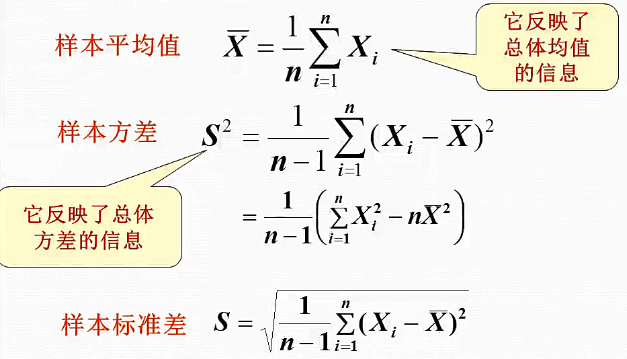 样本平均值 $\overline{X} = \frac{1}{n}\sum_{i=1}^{n} X_i$
它反映了
总体均值
的信息
样本方差 $S^2 = \frac{1}{n-1}\sum_{i=1}^{n}(X_i - \overline{X})^2$
它反映了总体
方差的信息
$= \frac{1}{n-1}\left(\sum_{i=1}^{n} X_i^2 - n\overline{X}^2\right)$
样本标准差 $S = \sqrt{\frac{1}{n-1}\sum_{i=1}^{n}(X_i - \overline{X})^2}$